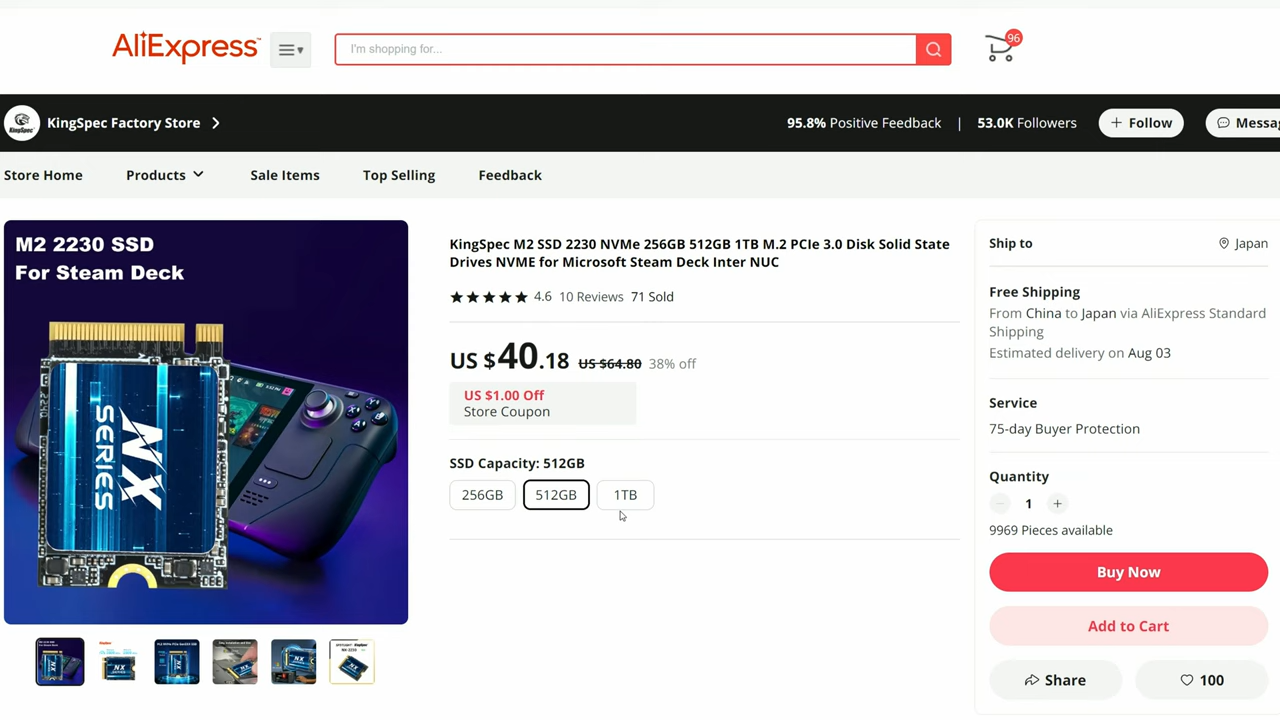 AliExpress
I'm shopping for...
96
KingSpec Factory Store
95.8% Positive Feedback | 53.0K Followers
+ Follow
Messag
Store Home
Products
Sale Items
Top Selling
Feedback
M2 2230 SSD
For Steam Deck
NX
SERIES
KingSpec M2 SSD 2230 NVMe 256GB 512GB 1TB M.2 PCIe 3.0 Disk Solid State
Drives NVME for Microsoft Steam Deck Inter NUC
4.6 10 Reviews 71 Sold
US $40.18 US $64.80 38% off
US $1.00 Off
Store Coupon
SSD Capacity: 512GB
256GB
512GB
1TB
Ship to
Japan
Free Shipping
From China to Japan via AliExpress Standard
Shipping
Estimated delivery on Aug 03
Service
75-day Buyer Protection
Quantity
1
9969 Pieces available
Buy Now
Add to Cart
Share
100